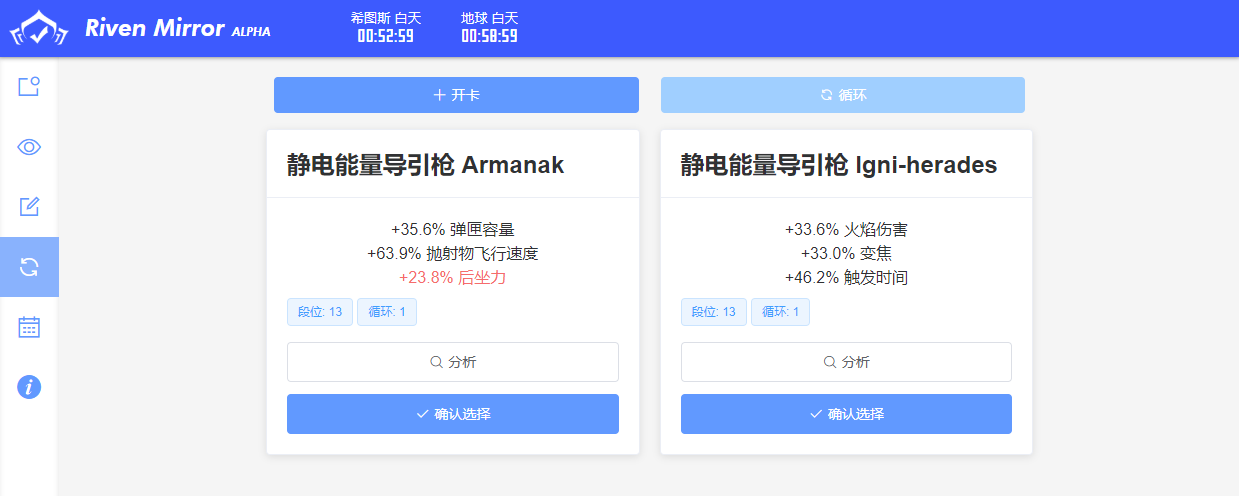 Riven Mirror ALPHA
希图斯 白天
00:52:59
地球 白天
00:58:59
开卡
循环
静电能量导引枪 Armanak
+35.6% 弹匣容量
+63.9% 抛射物飞行速度
+23.8% 后坐力
段位: 13
循环: 1
分析
确认选择
静电能量导引枪 Igni-herades
+33.6% 火焰伤害
+33.0% 变焦
+46.2% 触发时间
段位: 13
循环: 1
分析
确认选择